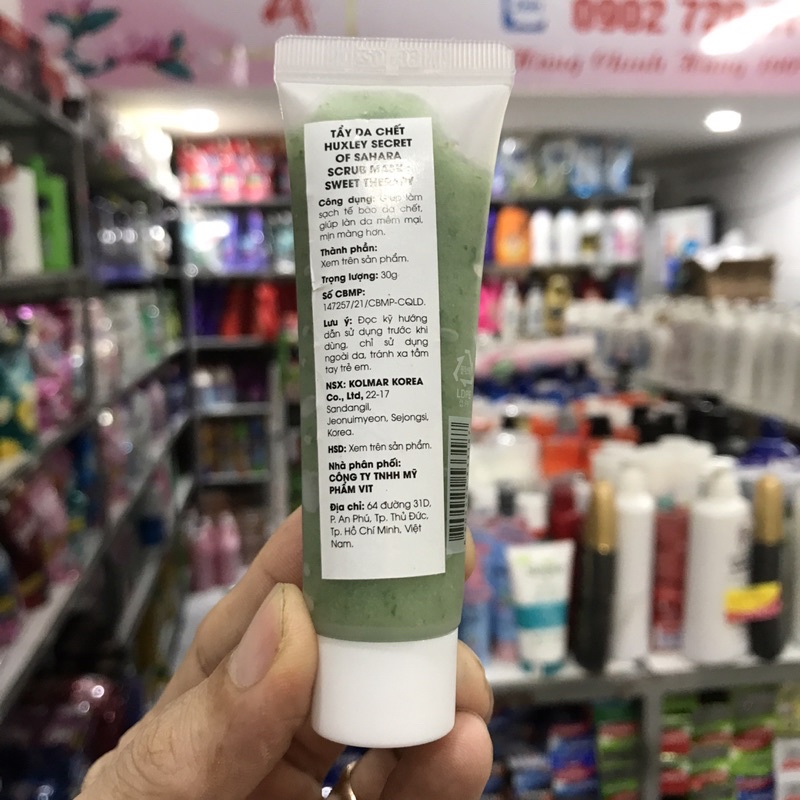 0902
TẨY DA CHẾT
HUXLEY SECRET
OF SAHARA
SCRUB MASK :
SWEET THERAPY
Công dụng: Giúp làm
sạch tế bào da chết,
giúp làn da mềm mại,
mịn màng hơn.
Thành phần:
Xem trên sản phẩm.
Trọng lượng: 30g
Số CBMP:
147257/21/CBMP-CQLD.
Lưu ý: Đọc kỹ hướng
dẫn sử dụng trước khi
dùng, chỉ sử dụng
ngoài da, tránh xa tầm
tay trẻ em.
NSX: KOLMAR KOREA
Co., Ltd, 22-17
Sandangil,
Jeonuimyeon, Sejongsi,
Korea.
HSD: Xem trên sản phẩm.
Nhà phân phối:
CÔNG TY TNHH MỸ
PHẨM VIT
Địa chỉ: 64 đường 31D,
P. An Phú, Tp. Thủ Đức,
Tp. Hồ Chí Minh, Việt
Nam.